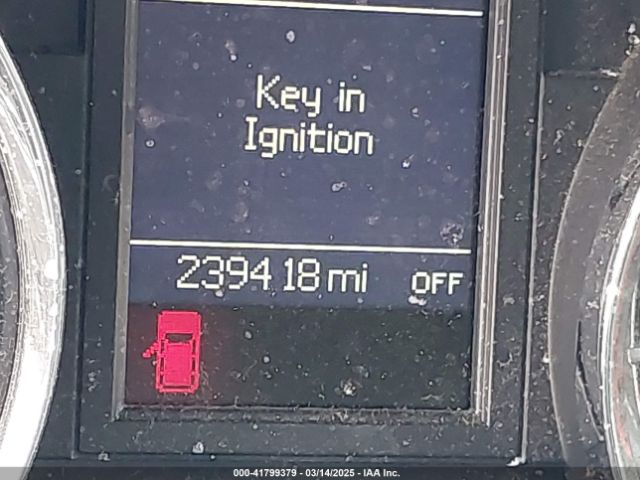 Key in
Ignition
239418 mi OFF
000-41799379 - 03/14/2025 - IAA Inc.